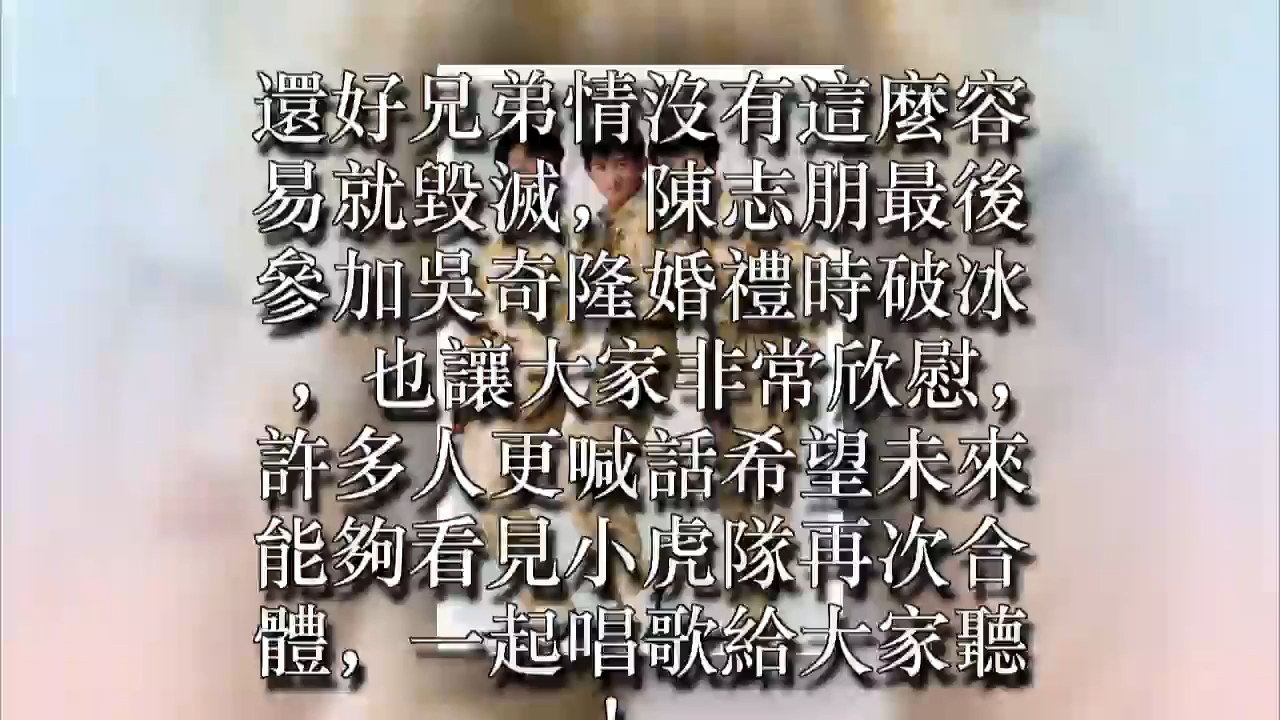 還好兄弟情沒有這麼容
易就毀滅，陳志朋最後
參加吳奇隆婚禮時破冰
，也讓大家非常欣慰，
許多人更喊話希望未來
能夠看見小虎隊再次合
體，一起唱歌給大家聽
！